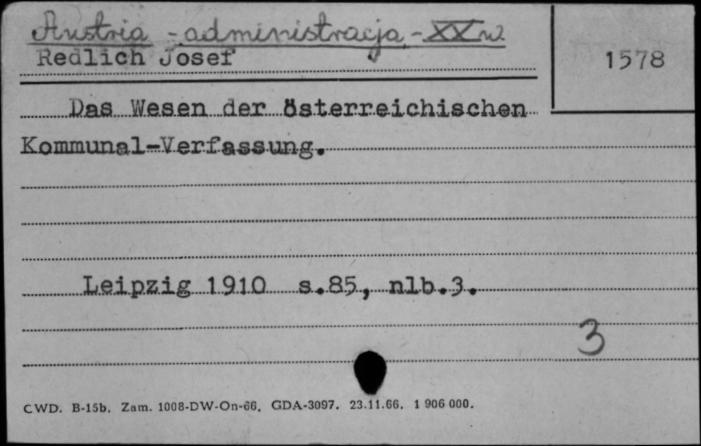 Austria - administracja - XX w
Redlich Josef
1578
Das Wesen der österreichischen
Kommunal-Verfassung.
Leipzig 1910 s.85, nlb.3.
3
CWD. B-15b. Zam. 1008-DW-On-66. GDA-3097. 23.11.66. 1 906 000.